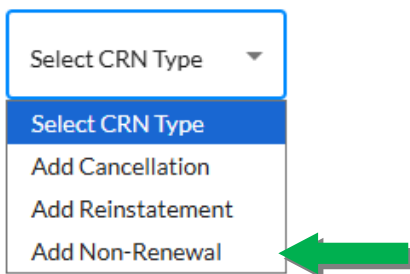 Select CRN Type
Select CRN Type
Add Cancellation
Add Reinstatement
Add Non-Renewal